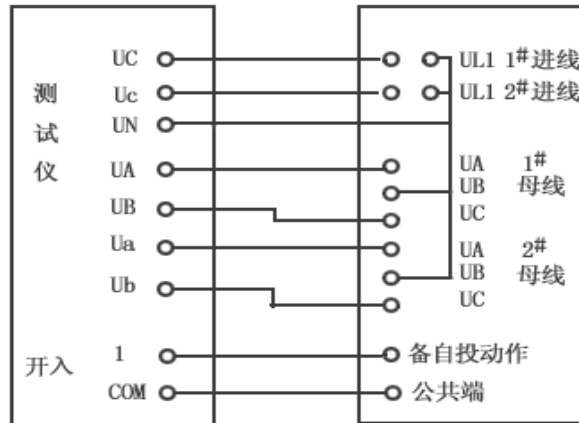 UC
Uc
UN
UA
UB
Ua
Ub
测
试
仪
开入
1
COM
UL1 1#进线
UL1 2#进线
UA 1#
UB 母线
UC
UA 2#
UB 母线
UC
备自投动作
公共端